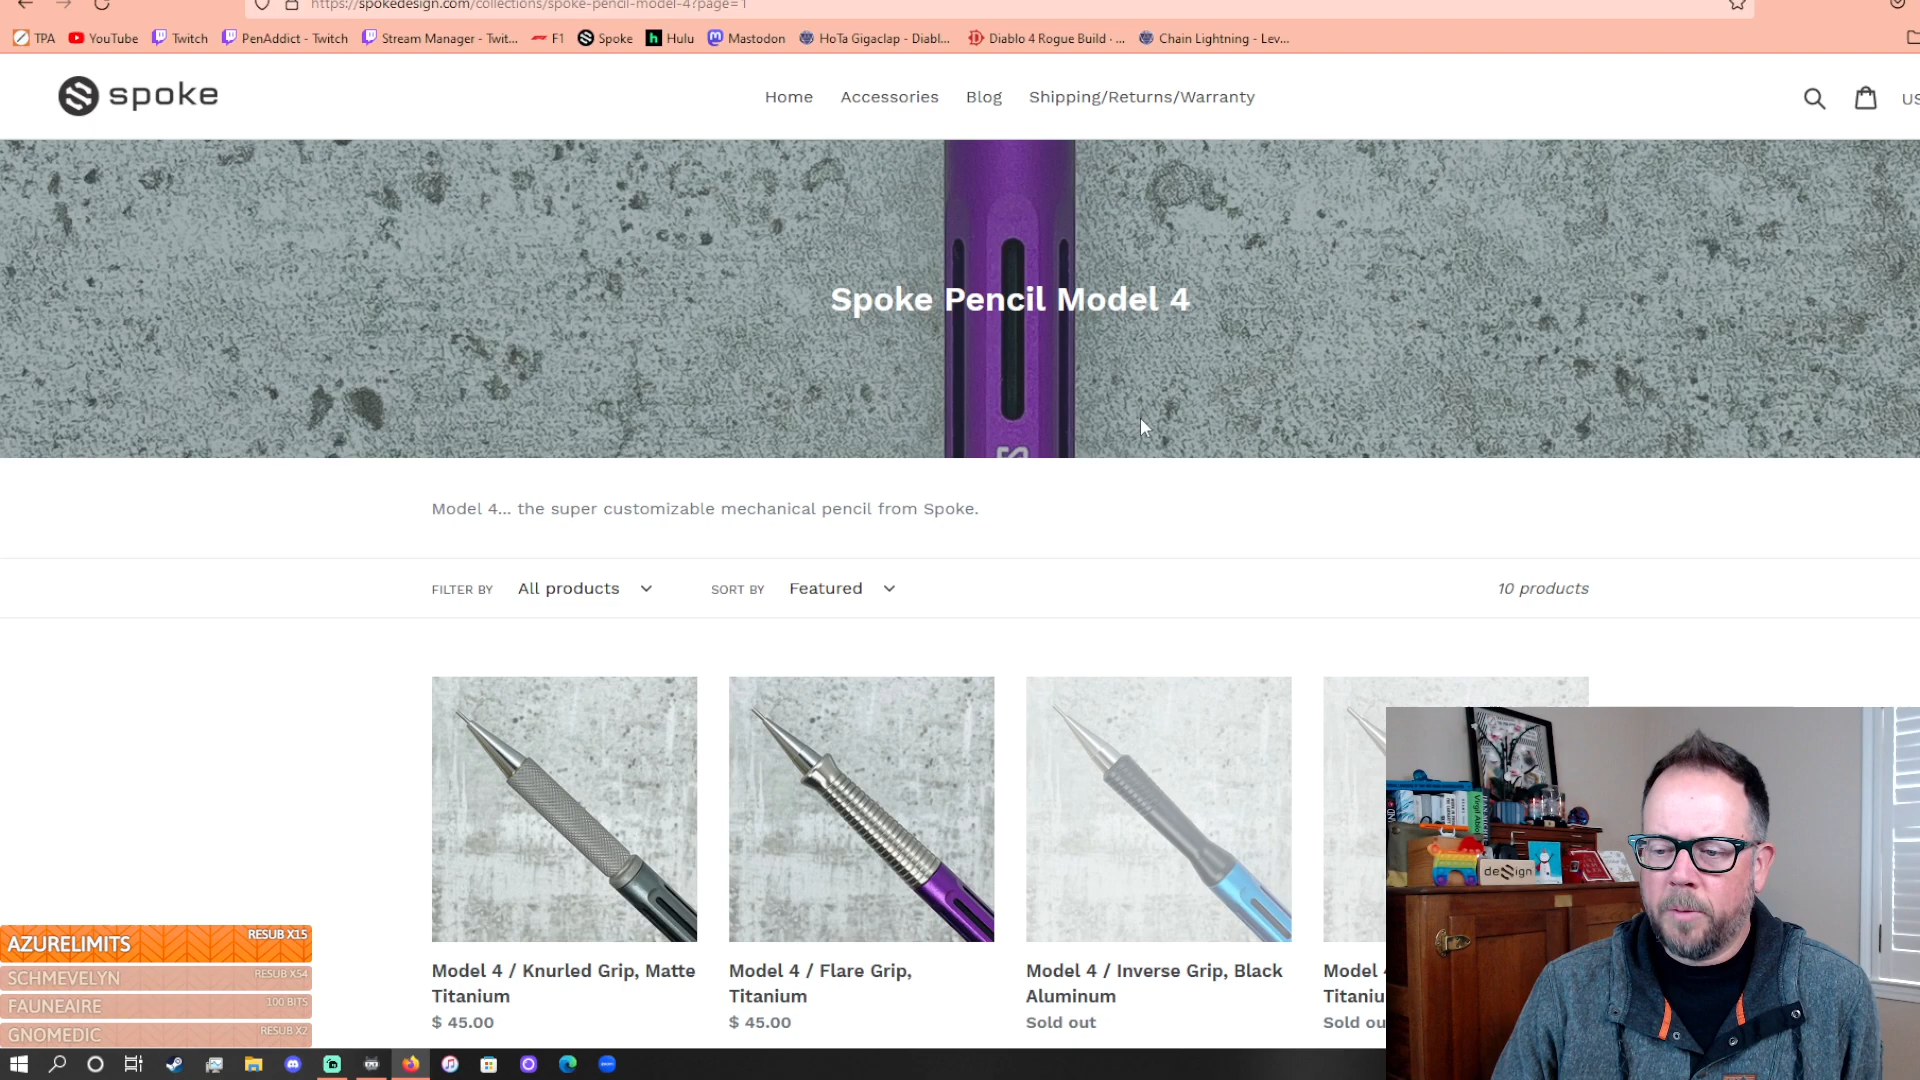 https://spokedesign.com/collections/spoke-pencil-model-4?page=1
TPA YouTube Twitch PenAddict - Twitch Stream Manager - Twit... F1 Spoke Hulu Mastodon HoTa Gigaclap - Diabl... Diablo 4 Rogue Build · ... Chain Lightning - Lev...
spoke Home Accessories Blog Shipping/Returns/Warranty US
Spoke Pencil Model 4
Model 4... the super customizable mechanical pencil from Spoke.
FILTER BY All products SORT BY Featured 10 products
Model 4 / Knurled Grip, Matte Titanium
$ 45.00
Model 4 / Flare Grip, Titanium
$ 45.00
Model 4 / Inverse Grip, Black Aluminum
Sold out
Model
Titaniu
Sold ou
AZURELIMITS RESUB X15
SCHMEVELYN RESUB X54
FAUNEAIRE 100 BITS
GNOMEDIC RESUB X2
deSsign